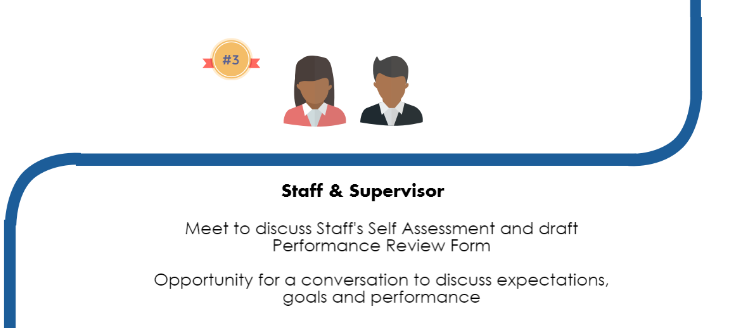 #3
Staff & Supervisor
Meet to discuss Staff's Self Assessment and draft
Performance Review Form
Opportunity for a conversation to discuss expectations,
goals and performance